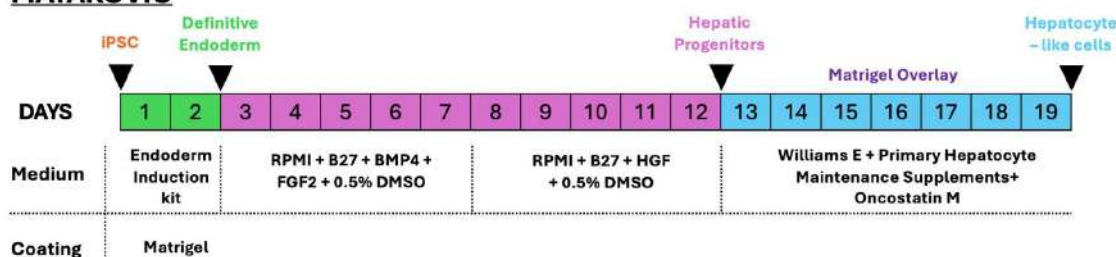 iPSC
Definitive
Endoderm
Hepatic
Progenitors
Hepatocyte
– like cells
Matrigel Overlay
DAYS 1 2 3 4 5 6 7 8 9 10 11 12 13 14 15 16 17 18 19
Medium
Endoderm
Induction
kit
RPMI + B27 + BMP4 +
FGF2 + 0.5% DMSO
RPMI + B27 + HGF
+ 0.5% DMSO
Williams E + Primary Hepatocyte
Maintenance Supplements+
Oncostatin M
Coating Matrigel